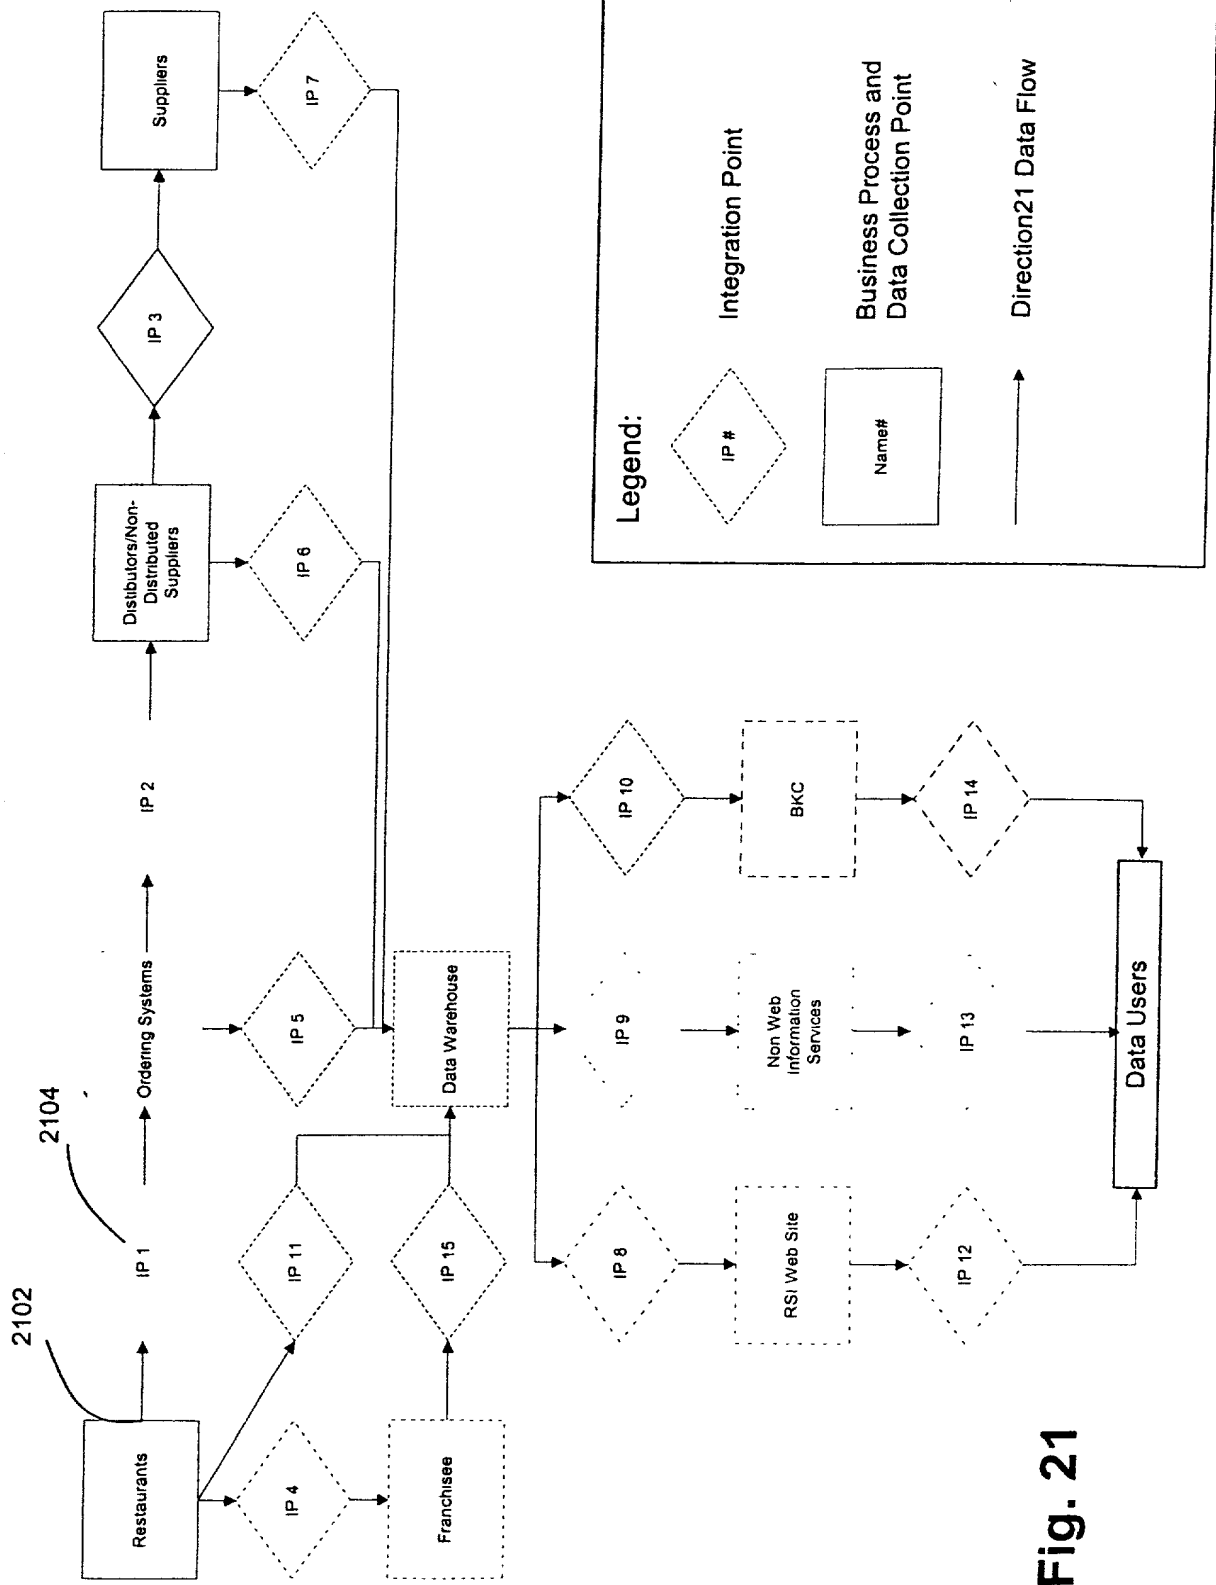 2102
2104
Restaurants
IP 1
Ordering Systems
IP 2
Distibutors/Non-
Distributed
Suppliers
IP 3
Suppliers
IP 4
IP 11
IP 5
IP 6
IP 7
Franchisee
IP 15
Data Warehouse
IP 8
IP 9
IP 10
RSI Web Site
Non Web
Information
Services
BKC
IP 12
IP 13
IP 14
Data Users
Legend:
IP #
Integration Point
Name#
Business Process and
Data Collection Point
Direction21 Data Flow
Fig. 21